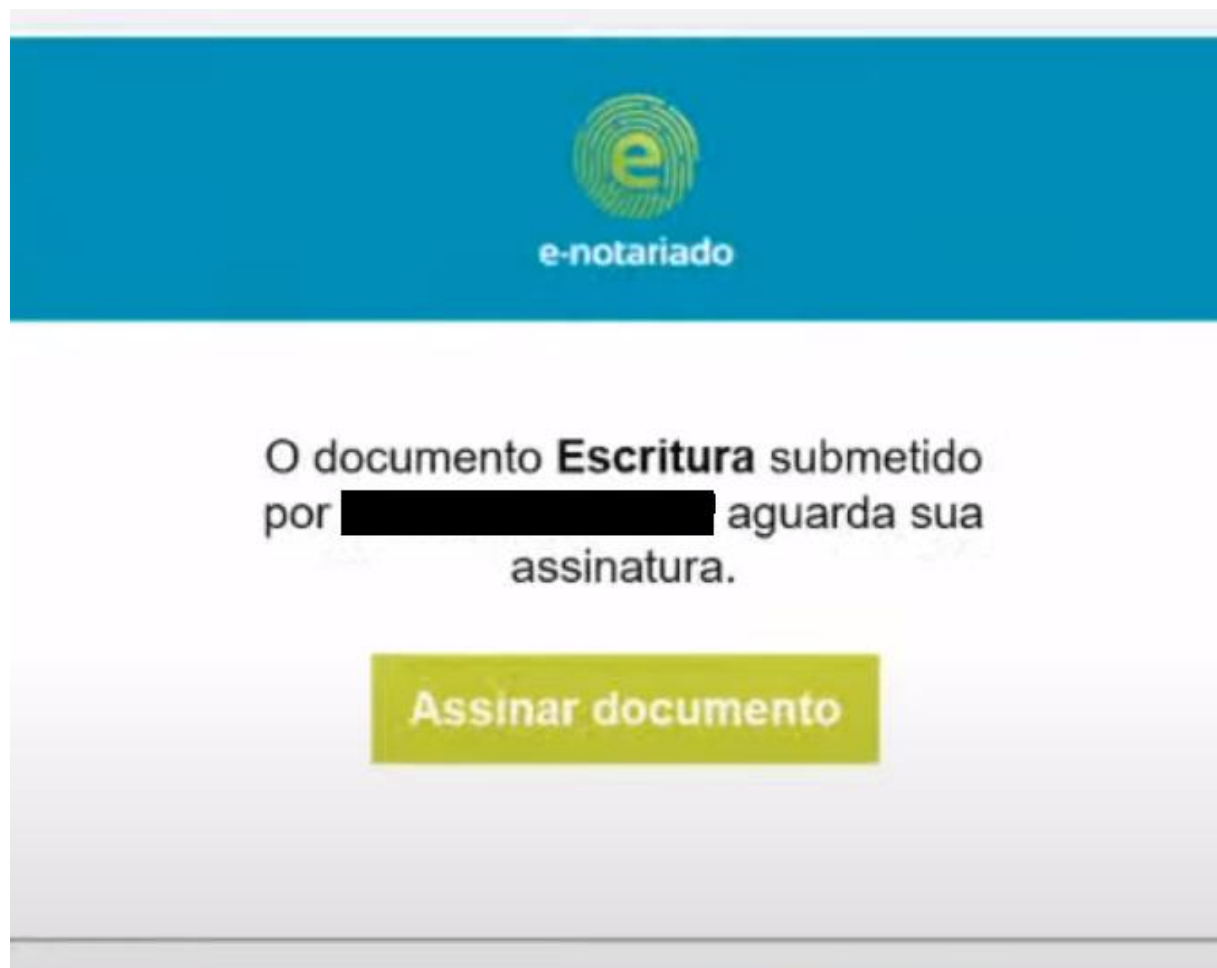 e
e-notariado
O documento Escritura submetido
por aguarda sua
assinatura.
Assinar documento